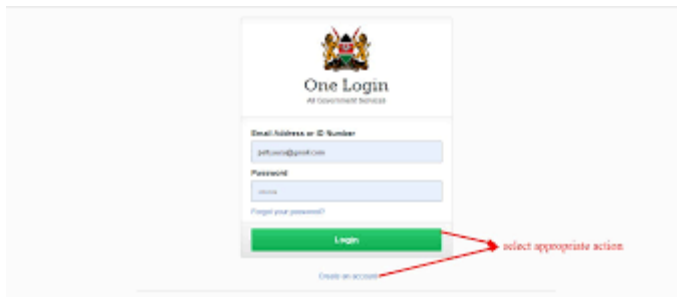 One Login
All Government Services
Email Address or ID Number
Password
Forgot your password?
Login
select appropriate action
Create an account